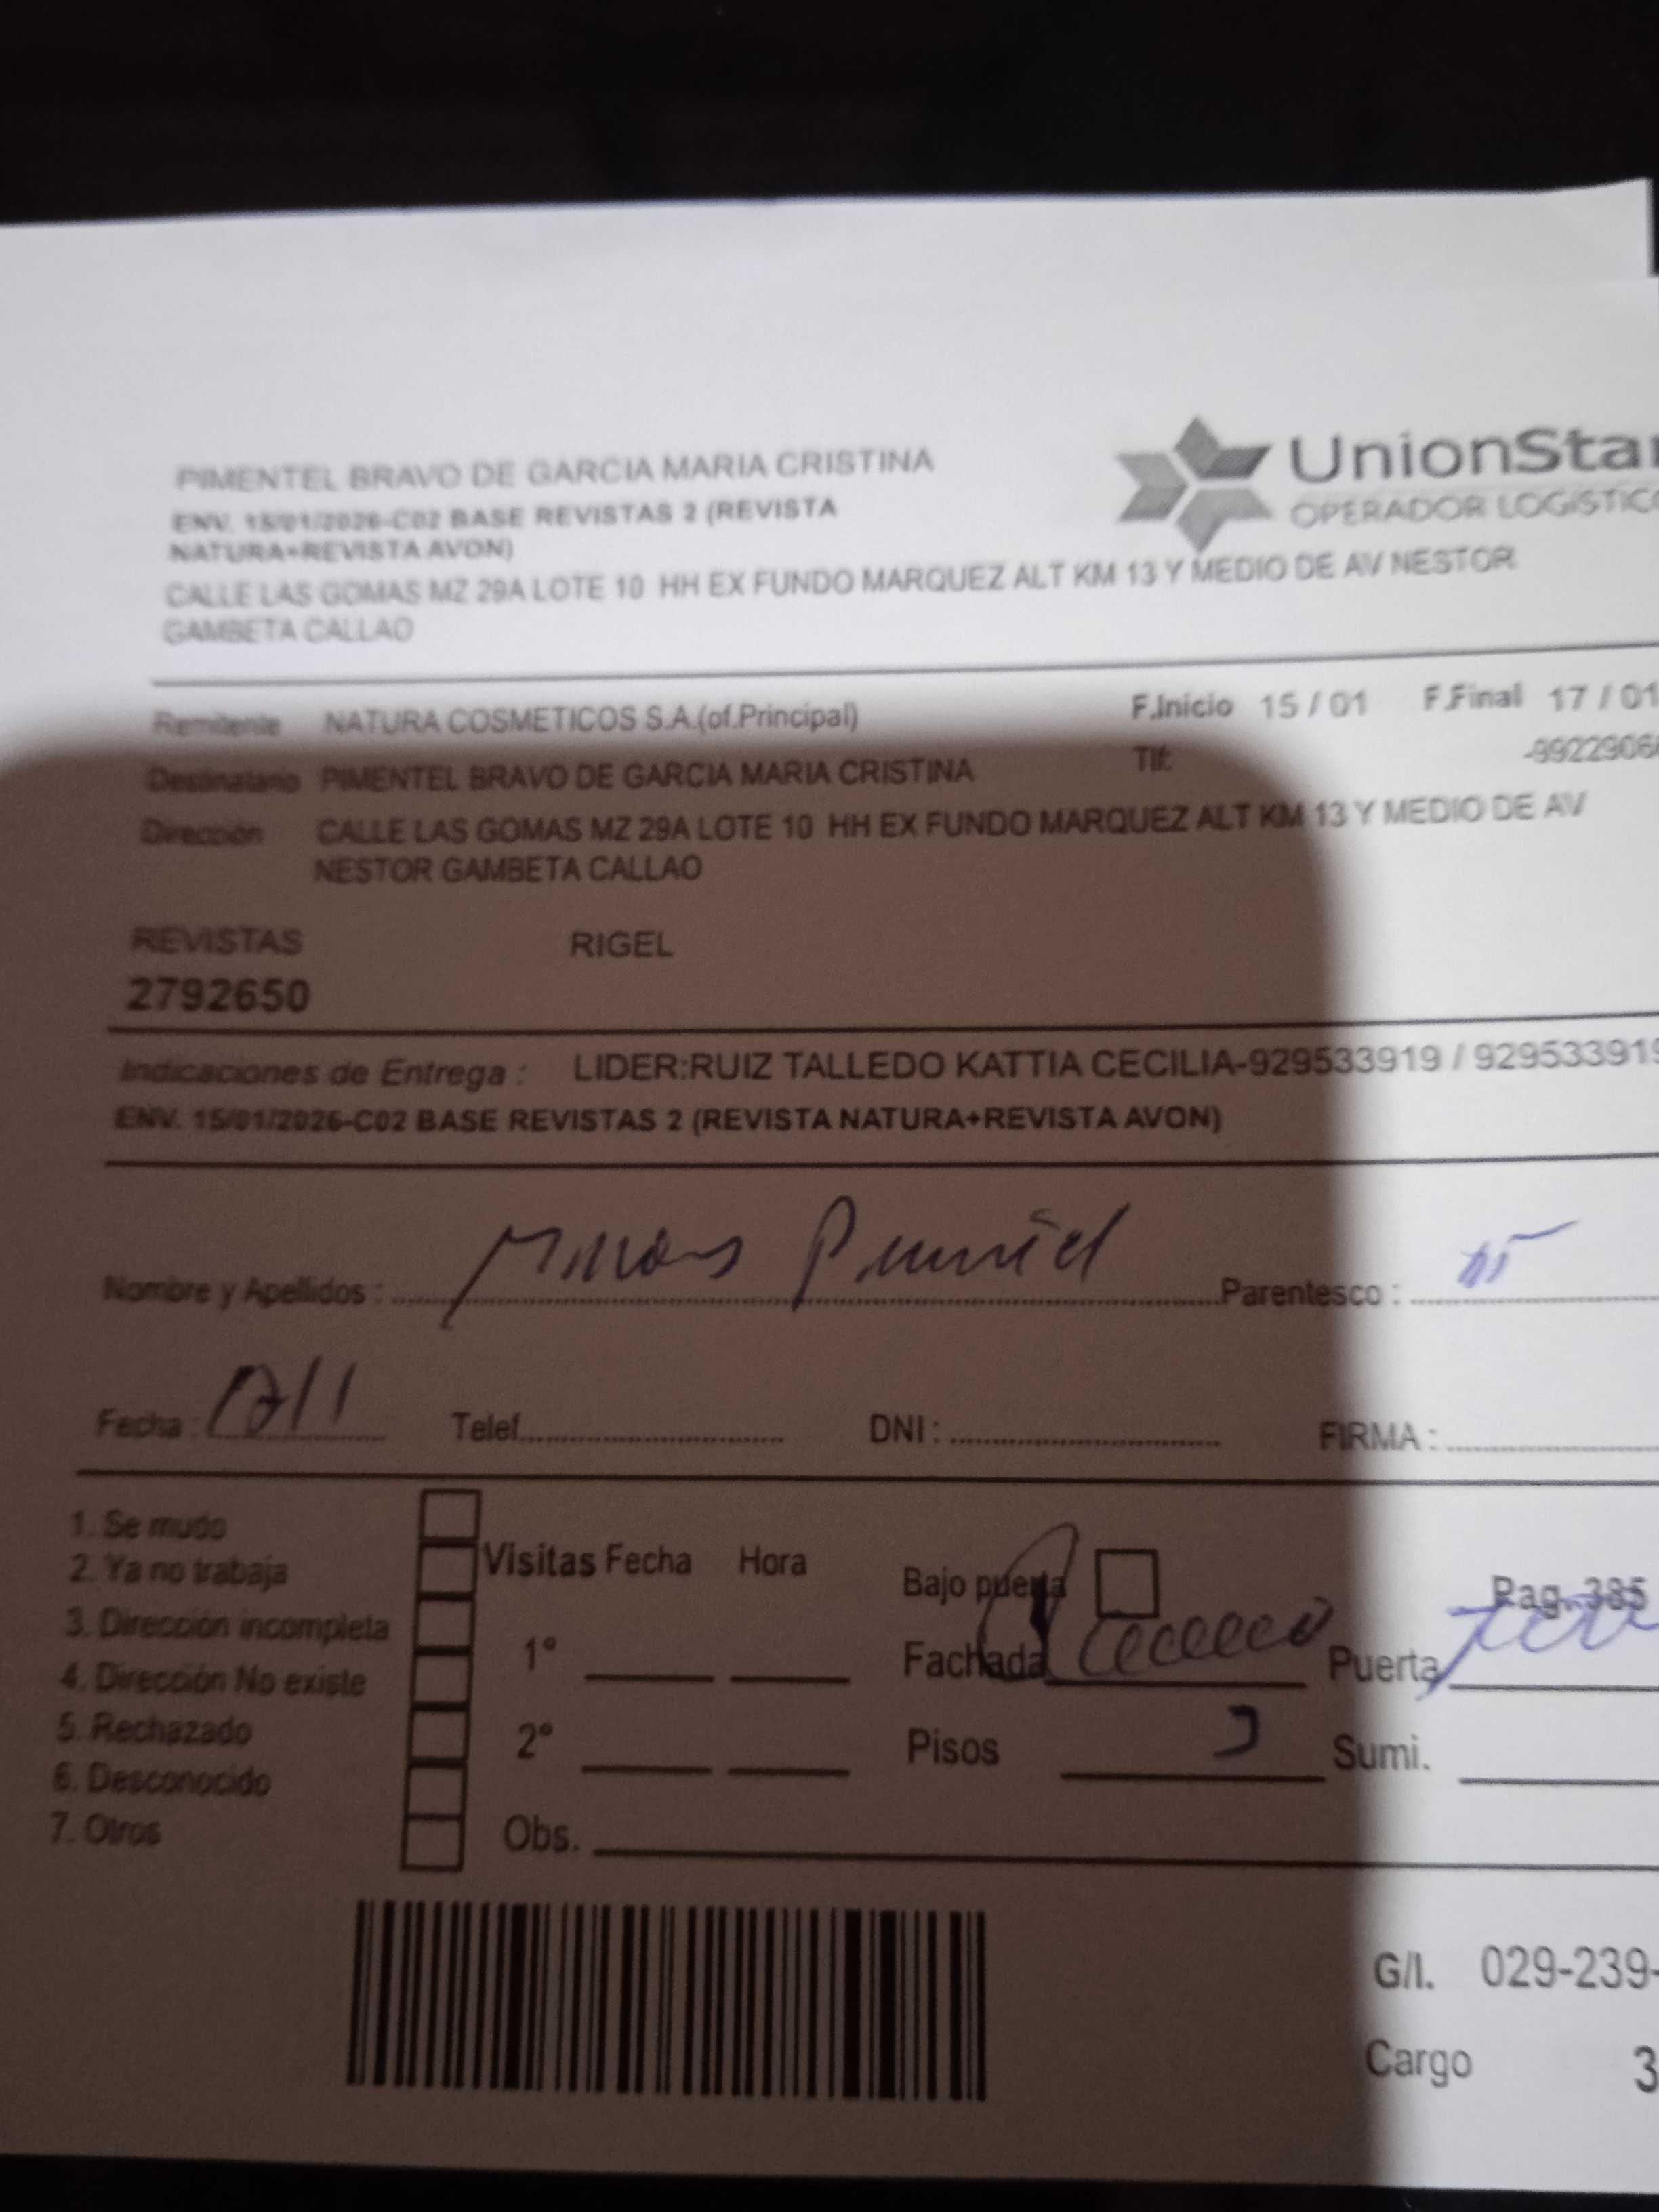 PIMENTEL BRAVO DE GARCIA MARIA CRISTINA
ENV. 15/01/2026-C02 BASE REVISTAS 2 (REVISTA
NATURA+REVISTA AVON)
CALLE LAS GOMAS MZ 29A LOTE 10 HH EX FUNDO MARQUEZ ALT KM 13 Y MEDIO DE AV NESTOR
GAMBETA CALLAO
UnionStar
OPERADOR LOGÍSTICO
Remitente NATURA COSMETICOS S.A.(of.Principal) F.Inicio 15 / 01 F.Final 17 / 01
Destinatario PIMENTEL BRAVO DE GARCIA MARIA CRISTINA Tlf: -9922906
Dirección CALLE LAS GOMAS MZ 29A LOTE 10 HH EX FUNDO MARQUEZ ALT KM 13 Y MEDIO DE AV
NESTOR GAMBETA CALLAO
REVISTAS RIGEL
2792650
Indicaciones de Entrega : LIDER:RUIZ TALLEDO KATTIA CECILIA-929533919 / 929533919
ENV. 15/01/2026-C02 BASE REVISTAS 2 (REVISTA NATURA+REVISTA AVON)
Nombre y Apellidos : Parentesco :
Fecha : 17/1 Telef. DNI : FIRMA :
1. Se mudo
2. Ya no trabaja
3. Dirección incompleta
4. Dirección No existe
5. Rechazado
6. Desconocido
7. Otros
Visitas Fecha Hora
1°
2°
Obs.
Bajo puerta
Pag. 385
Fachada Puerta
Pisos Sumi.
G/I. 029-239-
Cargo 3